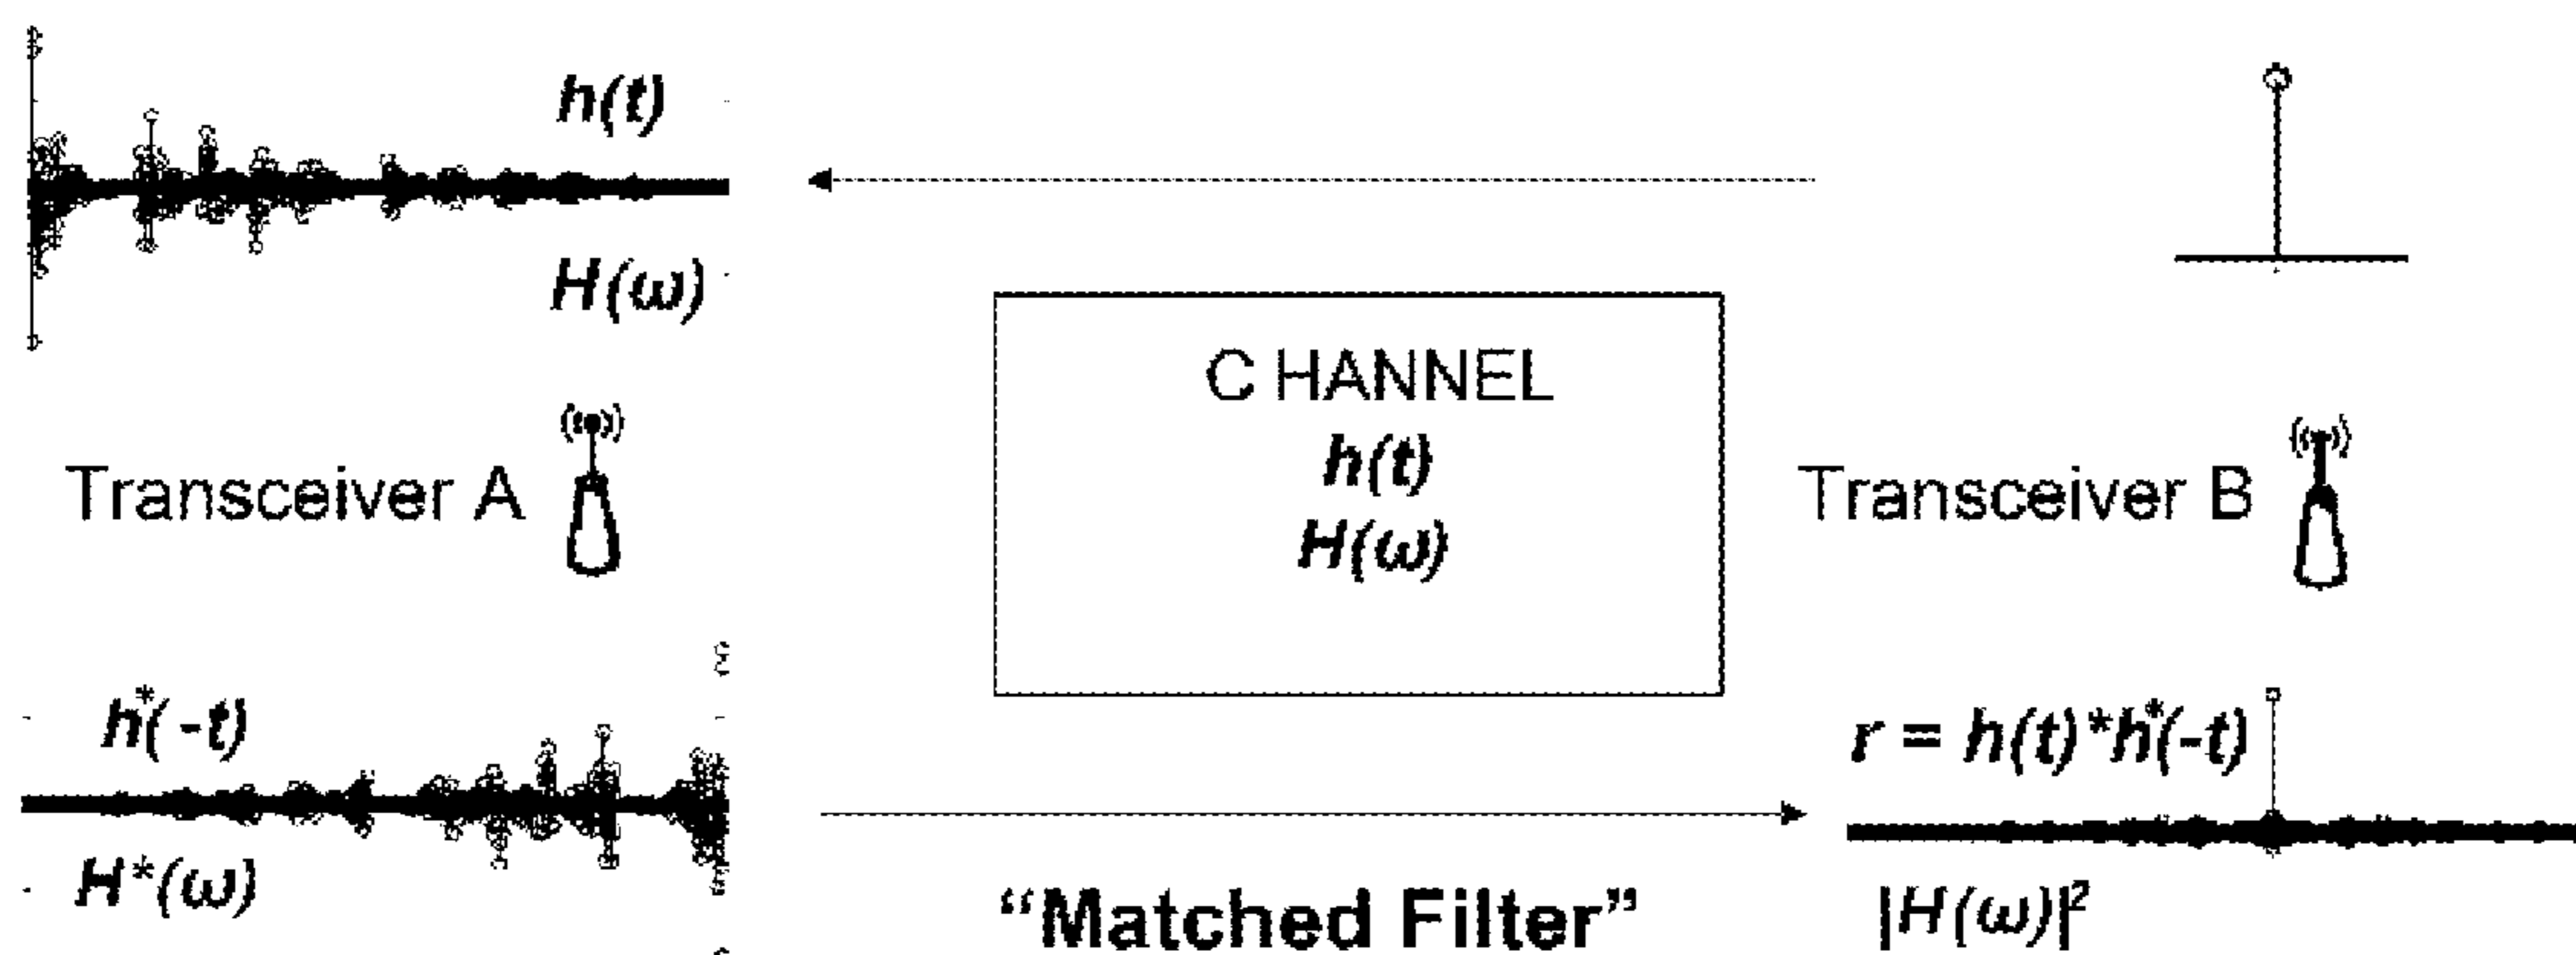 h(t)
H(ω)
C HANNEL
h(t)
H(ω)
Transceiver A
Transceiver B
h*(-t)
H*(ω)
r = h(t)*h*(-t)
|H(ω)|²
“Matched Filter”